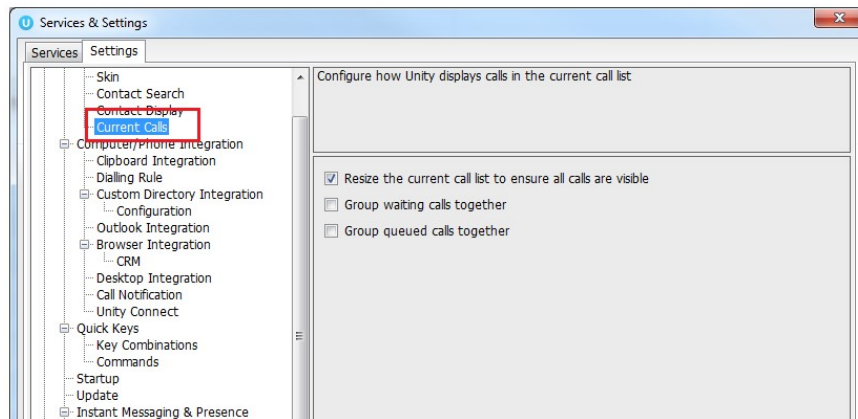 Services & Settings
Services
Settings
Skin
Contact Search
Contact Display
Current Calls
Computer/Phone Integration
Clipboard Integration
Dialling Rule
Custom Directory Integration
Configuration
Outlook Integration
Browser Integration
CRM
Desktop Integration
Call Notification
Unity Connect
Quick Keys
Key Combinations
Commands
Startup
Update
Instant Messaging & Presence
Configure how Unity displays calls in the current call list
Resize the current call list to ensure all calls are visible
Group waiting calls together
Group queued calls together